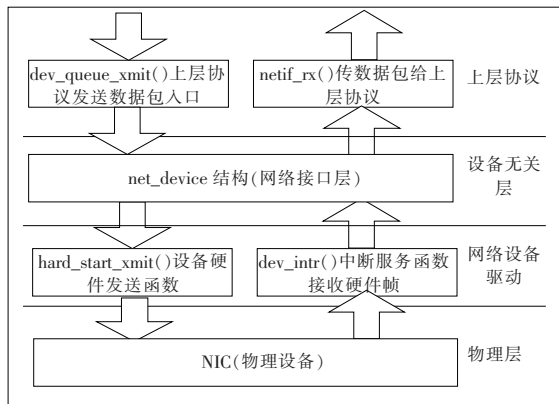 dev_queue_xmit()上层协
议发送数据包入口
netif_rx()传数据包给上
层协议
上层协议
net_device 结构(网络接口层)
设备无关
层
hard_start_xmit()设备硬
件发送函数
dev_intr()中断服务函数
接收硬件帧
网络设备
驱动
NIC(物理设备)
物理层